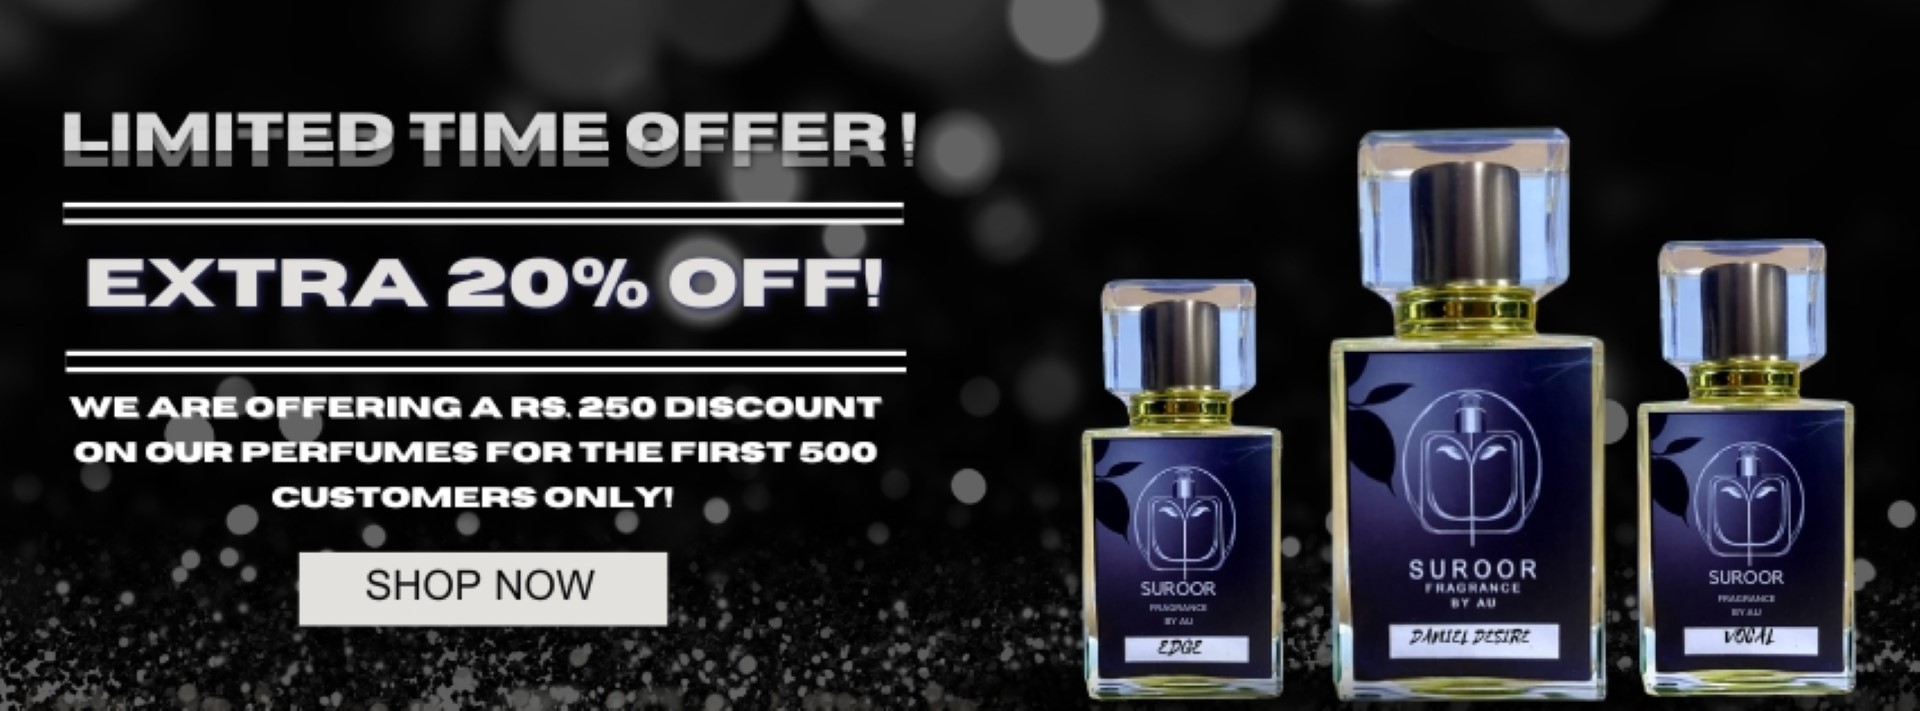 LIMITED TIME OFFER !
EXTRA 20% OFF!
WE ARE OFFERING A RS. 250 DISCOUNT
ON OUR PERFUMES FOR THE FIRST 500
CUSTOMERS ONLY!
SHOP NOW
SUROOR
FRAGRANCE
BY AU
EDGE
SUROOR
FRAGRANCE
BY AU
DANIEL DESIRE
SUROOR
FRAGRANCE
BY AU
VOCAL